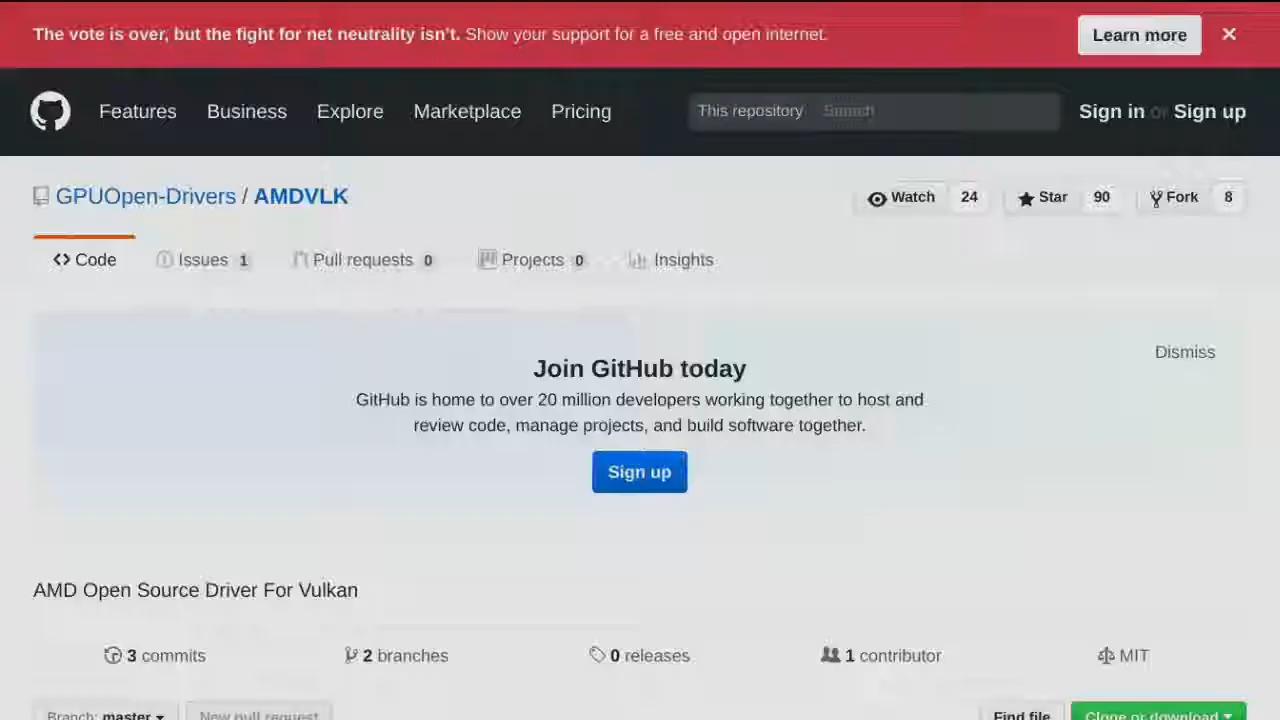 The vote is over, but the fight for net neutrality isn't. Show your support for a free and open internet. Learn more ×
Features Business Explore Marketplace Pricing This repository Search Sign in or Sign up
GPUOpen-Drivers / AMDVLK Watch 24 Star 90 Fork 8
<> Code Issues 1 Pull requests 0 Projects 0 Insights
Dismiss
Join GitHub today
GitHub is home to over 20 million developers working together to host and
review code, manage projects, and build software together.
Sign up
AMD Open Source Driver For Vulkan
3 commits 2 branches 0 releases 1 contributor MIT
Branch: master New pull request Find file Clone or download